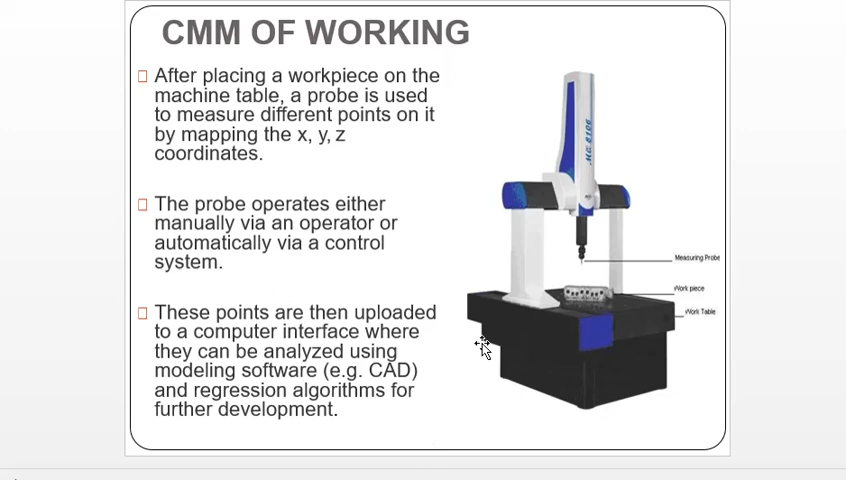 CMM OF WORKING
After placing a workpiece on the
machine table, a probe is used
to measure different points on it
by mapping the x, y, z
coordinates.
The probe operates either
manually via an operator or
automatically via a control
system.
These points are then uploaded
to a computer interface where
they can be analyzed using
modeling software (e.g. CAD)
and regression algorithms for
further development.
Measuring Probe
Work piece
Work Table